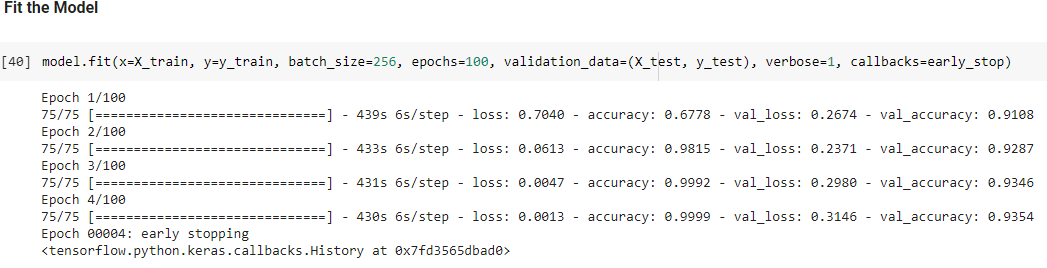 Fit the Model
[40] model.fit(x=X_train, y=y_train, batch_size=256, epochs=100, validation_data=(X_test, y_test), verbose=1, callbacks=early_stop)
Epoch 1/100
75/75 [==============================] - 439s 6s/step - loss: 0.7040 - accuracy: 0.6778 - val_loss: 0.2674 - val_accuracy: 0.9108
Epoch 2/100
75/75 [==============================] - 433s 6s/step - loss: 0.0613 - accuracy: 0.9815 - val_loss: 0.2371 - val_accuracy: 0.9287
Epoch 3/100
75/75 [==============================] - 431s 6s/step - loss: 0.0047 - accuracy: 0.9992 - val_loss: 0.2980 - val_accuracy: 0.9346
Epoch 4/100
75/75 [==============================] - 430s 6s/step - loss: 0.0013 - accuracy: 0.9999 - val_loss: 0.3146 - val_accuracy: 0.9354
Epoch 00004: early stopping
<tensorflow.python.keras.callbacks.History at 0x7fd3565dbad0>